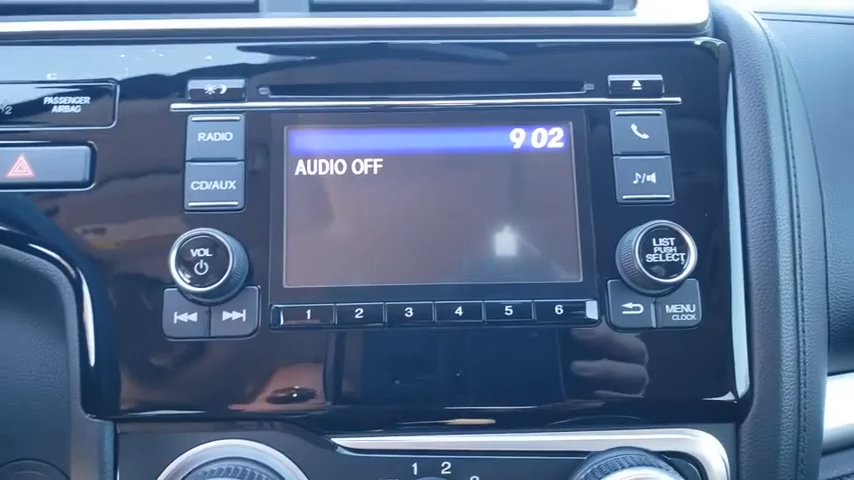 PASSENGER
AIRBAG
2
RADIO
CD/AUX
VOL
9:02
AUDIO OFF
LIST
PUSH
SELECT
1 2 3 4 5 6
MENU
CLOCK
1 2